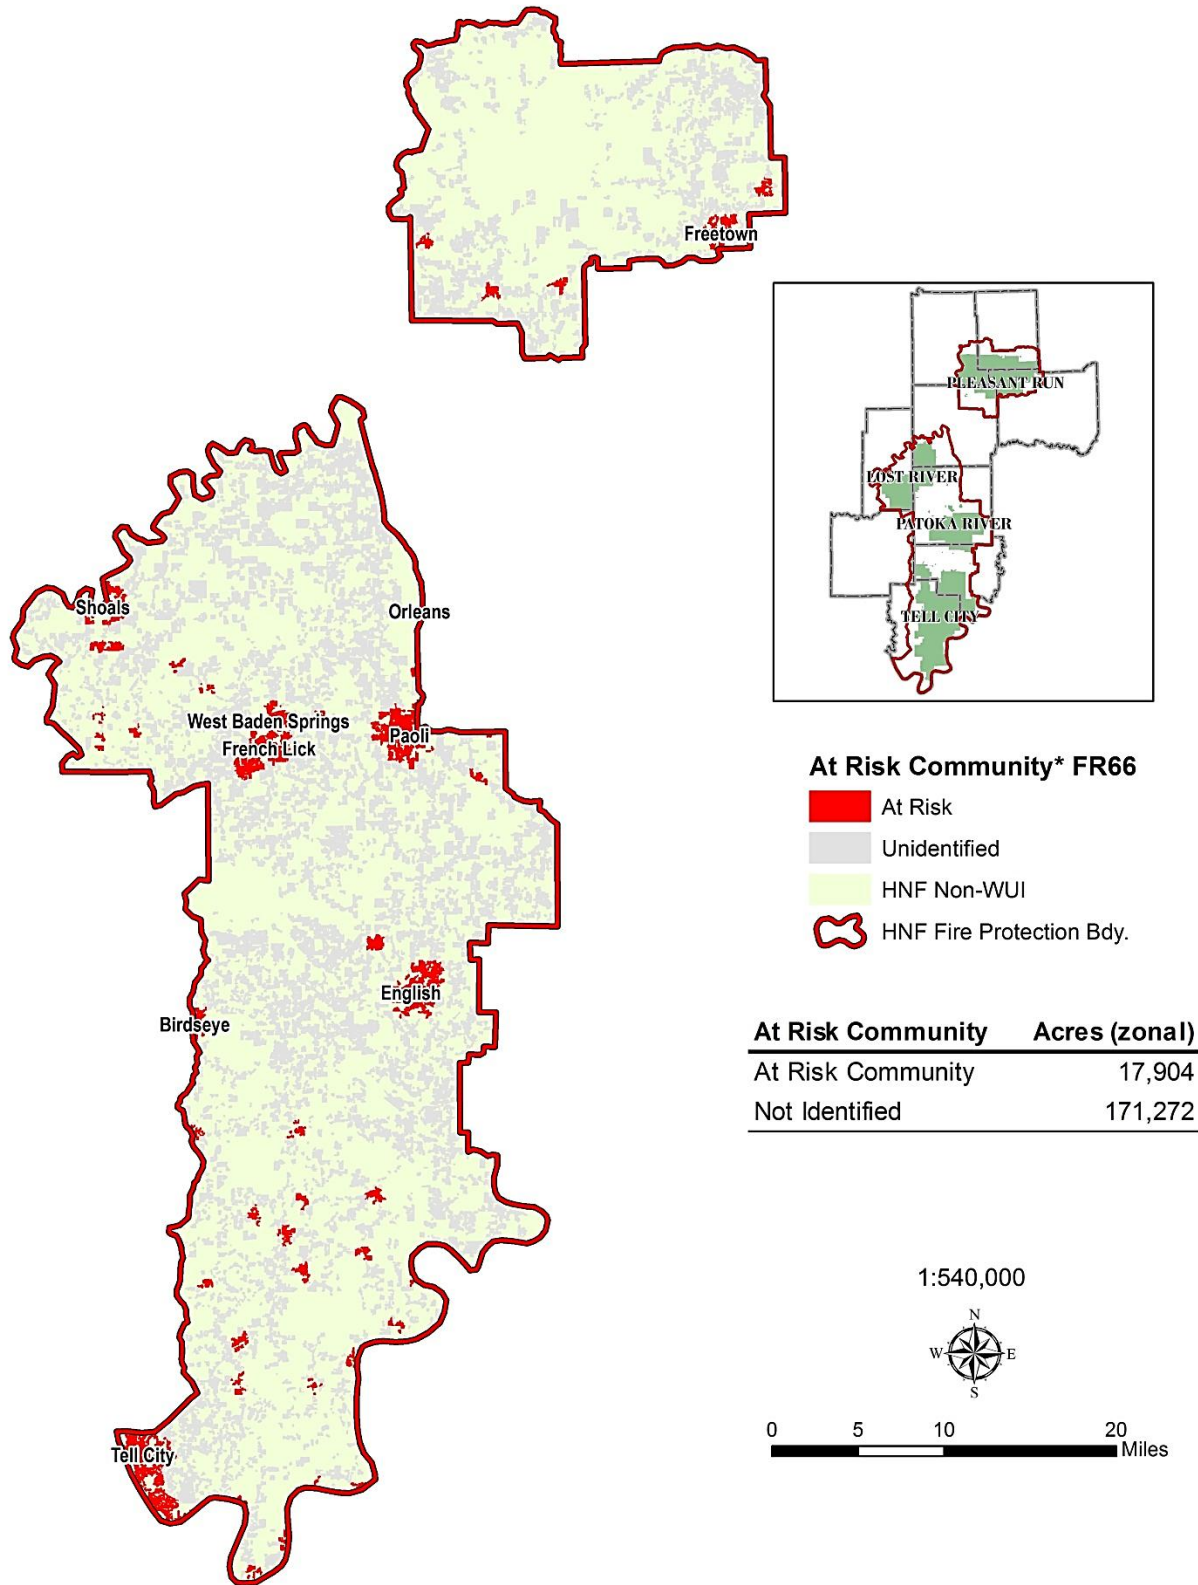 Freetown
PLEASANT RUN
LOST RIVER
PATOKA RIVER
TELL CITY
Shoals
Orleans
West Baden Springs
French Lick
Paoli
English
Birdseye
Tell City
At Risk Community* FR66
At Risk
Unidentified
HNF Non-WUI
HNF Fire Protection Bdy.
At Risk Community Acres (zonal)
At Risk Community 17,904
Not Identified 171,272
1:540,000
N
W E
S
0 5 10 20
Miles